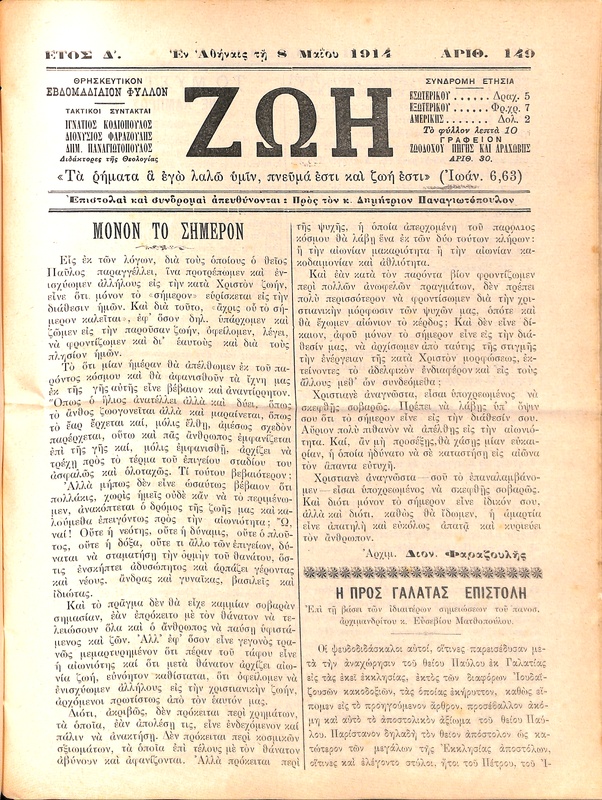 ΕΤΟΣ Δ'. Ἐν Ἀθήναις τῇ 8 Μαΐου 1914 ΑΡΙΘ. 149
ΘΡΗΣΚΕΥΤΙΚΟΝ
ΕΒΔΟΜΑΔΙΑΙΟΝ ΦΥΛΛΟΝ
ΤΑΚΤΙΚΟΙ ΣΥΝΤΑΚΤΑΙ
ΙΓΝΑΤΙΟΣ ΚΟΛΙΟΠΟΥΛΟΣ
ΔΙΟΝΥΣΙΟΣ ΦΑΡΑΖΟΥΛΗΣ
ΔΗΜ. ΠΑΝΑΓΙΩΤΟΠΟΥΛΟΣ
Διδάκτορες τῆς Θεολογίας
ΖΩΗ
ΣΥΝΔΡΟΜΗ ΕΤΗΣΙΑ
ΕΣΩΤΕΡΙΚΟΥ . . . . . . Δραχ. 5
ΕΞΩΤΕΡΙΚΟΥ . . . . . . Φρ.χρ. 7
ΑΜΕΡΙΚΗΣ . . . . . . . Δολ. 2
Τὸ φύλλον λεπτὰ 10
ΓΡΑΦΕΙΟΝ
ΖΩΟΔΟΧΟΥ ΠΗΓΗΣ ΚΑΙ ΑΡΑΧΩΒΗΣ
ΑΡΙΘ. 30.
«Τὰ ῥήματα ἃ ἐγὼ λαλῶ ὑμῖν, πνεῦμά ἐστι καὶ ζωή ἐστι» (Ἰωάν. 6,63)
Ἐπιστολαὶ καὶ συνδρομαὶ ἀπευθύνονται : Πρὸς τὸν κ. Δημήτριον Παναγιωτόπουλον
ΜΟΝΟΝ ΤΟ ΣΗΜΕΡΟΝ
Εἷς ἐκ τῶν λόγων, διὰ τοὺς ὁποίους ὁ θεῖος
Παῦλος παραγγέλλει, ἵνα προτρέπωμεν καὶ ἐν-
ισχύωμεν ἀλλήλους εἰς τὴν κατὰ Χριστὸν ζωήν,
εἶνε ὅτι μόνον τὸ «σήμερον» εὑρίσκεται εἰς τὴν
διάθεσιν ἡμῶν. Καὶ διὰ τοῦτο, «ἄχρις οὗ τὸ σή-
μερον καλεῖται», ἐφ' ὅσον δηλ. ὑπάρχομεν καὶ
ζῶμεν εἰς τὴν παροῦσαν ζωήν, ὀφείλομεν, λέγει,
νὰ φροντίζωμεν καὶ δι' ἑαυτοὺς καὶ διὰ τοὺς
πλησίον ἡμῶν.
Τὸ ὅτι μίαν ἡμέραν θὰ ἀπέλθωμεν ἐκ τοῦ πα-
ρόντος κόσμου καὶ θὰ ἀφανισθοῦν τὰ ἴχνη μας
ἐκ τῆς γῆς αὐτῆς εἶνε βέβαιον καὶ ἀναντίρρητον.
Ὅπως ὁ ἥλιος ἀνατέλλει ἀλλὰ καὶ δύει, ὅπως
τὸ ἄνθος ζωογονεῖται ἀλλὰ καὶ μαραίνεται, ὅπως
τὸ ἔαρ ἔρχεται καί, μόλις ἔλθῃ, ἀμέσως σχεδὸν
παρέρχεται, οὕτω καὶ πᾶς ἄνθρωπος ἐμφανίζεται
ἐπὶ τῆς γῆς καί, μόλις ἐμφανισθῇ, ἀρχίζει νὰ
τρέχῃ πρὸς τὸ τέρμα τοῦ ἐπιγείου σταδίου του
ἀσφαλῶς καὶ ὁλοταχῶς. Τί τούτου βεβαιότερον;
Ἀλλὰ μήπως δὲν εἶνε ὡσαύτως βέβαιον ὅτι
πολλάκις, χωρὶς ἡμεῖς οὐδὲ κἂν νὰ τὸ περιμένω-
μεν, ἀνακόπτεται ὁ δρόμος τῆς ζωῆς μας καὶ κα-
λούμεθα ἐπειγόντως πρὸς τὴν αἰωνιότητα; Ὤ,
ναί! Οὔτε ἡ νεότης, οὔτε ἡ δύναμις, οὔτε ὁ πλοῦ-
τος, οὔτε ἡ δόξα, οὔτε τι ἄλλο τῶν ἐπιγείων, δύ-
ναται νὰ σταματήσῃ τὴν ὁρμὴν τοῦ θανάτου, ὅσ-
τις ἐνσκήπτει ἀδυσώπητος καὶ ἁρπάζει γέροντας
καὶ νέους, ἄνδρας καὶ γυναῖκας, βασιλεῖς καὶ
ἰδιώτας.
Καὶ τὸ πρᾶγμα δὲν θὰ εἶχε καμμίαν σοβαρὰν
σημασίαν, ἐὰν ἐπρόκειτο μὲ τὸν θάνατον νὰ τε-
λειώσουν ὅλα καὶ ὁ ἄνθρωπος νὰ παύσῃ ὑφιστά-
μενος καὶ ζῶν. Ἀλλ' ἐφ' ὅσον εἶνε γεγονὸς τρα-
νῶς μεμαρτυρημένον ὅτι πέραν τοῦ τάφου εἶνε
ἡ αἰωνιότης καὶ ὅτι μετὰ θάνατον ἀρχίζει αἰω-
νία ζωή, εὐνόητον καθίσταται, ὅτι ὀφείλομεν νὰ
ἐνισχύωμεν ἀλλήλους εἰς τὴν χριστιανικὴν ζωήν,
ἀρχόμενοι πρωτίστως ἀπὸ τὸν ἑαυτόν μας.
Διότι, ἀκριβῶς, δὲν πρόκειται περὶ χρημάτων,
τὰ ὁποῖα, ἐὰν ἀπολέσῃ τις, εἶνε ἐνδεχόμενον καὶ
πάλιν νὰ ἀνακτήσῃ. Δὲν πρόκειται περὶ κοσμικῶν
ἀξιωμάτων, τὰ ὁποῖα ἐπὶ τέλους μὲ τὸν θάνατον
σβύνουν καὶ ἀφανίζονται. Ἀλλὰ πρόκειται περὶ
τῆς ψυχῆς, ἡ ὁποία ἀπερχομένη τοῦ παρόντος
κόσμου θὰ λάβῃ ἕνα ἐκ τῶν δύο τούτων κλήρων:
ἢ τὴν αἰωνίαν μακαριότητα ἢ τὴν αἰωνίαν κα-
κοδαιμονίαν καὶ ἀθλιότητα.
Καὶ ἐὰν κατὰ τὸν παρόντα βίον φροντίζωμεν
περὶ πολλῶν ἀνωφελῶν πραγμάτων, δὲν πρέπει
πολὺ περισσότερον νὰ φροντίσωμεν διὰ τὴν χρι-
στιανικὴν μόρφωσιν τῶν ψυχῶν μας, ὁπότε καὶ
θὰ ἔχωμεν αἰώνιον τὸ κέρδος; Καὶ δὲν εἶνε δί-
καιον, ἀφοῦ μόνον τὸ σήμερον εἶνε εἰς τὴν διά-
θεσίν μας, νὰ ἀρχίσωμεν ἀπὸ ταύτης τῆς στιγμῆς
τὴν ἐνέργειαν τῆς κατὰ Χριστὸν μορφώσεως, ἐκ-
τείνοντες τὸ ἀδελφικὸν ἐνδιαφέρον καὶ εἰς τοὺς
ἄλλους μεθ' ὧν συνδεόμεθα;
Χριστιανὲ ἀναγνῶστα, εἶσαι ὑποχρεωμένος νὰ
σκεφθῇς σοβαρῶς. Πρέπει νὰ λάβῃς ὑπ' ὄψιν
σου ὅτι τὸ σήμερον εἶνε εἰς τὴν διάθεσίν σου.
Αὔριον πολὺ πιθανὸν νὰ ἀπέλθῃς εἰς τὴν αἰωνιό-
τητα. Καί, ἂν μὴ προσέξῃς, θὰ χάσῃς μίαν εὐκαι-
ρίαν, ἡ ὁποία ἠδύνατο νὰ σὲ καταστήσῃ εἰς αἰῶνα
τὸν ἅπαντα εὐτυχῆ.
Χριστιανὲ ἀναγνῶστα—σοῦ τὸ ἐπαναλαμβάνο-
μεν—εἶσαι ὑποχρεωμένος νὰ σκεφθῇς σοβαρῶς.
Καὶ διότι μόνον τὸ σήμερον εἶνε ἰδικόν σου,
ἀλλὰ καὶ διότι, καθὼς θὰ ἴδωμεν, ἡ ἁμαρτία
εἶνε ἀπατηλὴ καὶ εὐκόλως ἀπατᾷ καὶ κυριεύει
τὸν ἄνθρωπον.
Ἀρχιμ. Διον. Φαραζουλῆς
Η ΠΡΟΣ ΓΑΛΑΤΑΣ ΕΠΙΣΤΟΛΗ
Ἐπὶ τῇ βάσει τῶν ἰδιαιτέρων σημειώσεων τοῦ πανοσ.
ἀρχιμανδρίτου κ. Εὐσεβίου Ματθοπούλου.
Οἱ ψευδοδιδάσκαλοι αὐτοί, οἵτινες παρεισέδυσαν με-
τὰ τὴν ἀναχώρησιν τοῦ θείου Παύλου ἐκ Γαλατίας
εἰς τὰς ἐκεῖ ἐκκλησίας, ἐκτὸς τῶν διαφόρων Ἰουδαϊ-
ζουσῶν κακοδοξιῶν, τὰς ὁποίας ἐκήρυττον, καθὼς εἴ-
πομεν εἰς τὸ προηγούμενον ἄρθρον, προσέβαλλον ἀκό-
μη καὶ αὐτὸ τὸ ἀποστολικὸν ἀξίωμα τοῦ θείου Παύ-
λου. Παρίστανον δηλαδὴ τὸν θεῖον ἀπόστολον ὡς κα-
τώτερον τῶν μεγάλων τῆς Ἐκκλησίας ἀποστόλων,
οἵτινες καὶ ἐλέγοντο στύλοι, ἤτοι τοῦ Πέτρου, τοῦ Ἰ-